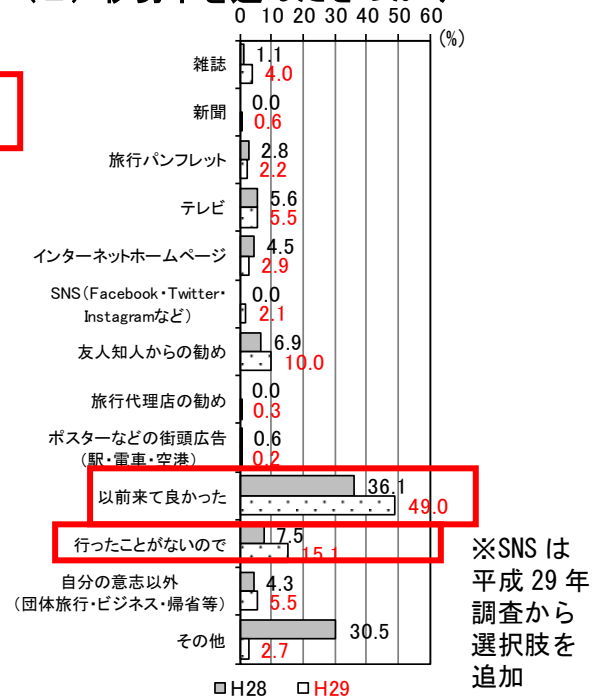 0 10 20 30 40 50 60
(%)
雑誌 1.1
4.0
新聞 0.0
0.6
旅行パンフレット 2.8
2.2
テレビ 5.6
5.5
インターネットホームページ 4.5
2.9
SNS(Facebook・Twitter・
Instagramなど) 0.0
2.1
友人知人からの勧め 6.9
10.0
旅行代理店の勧め 0.0
0.3
ポスターなどの街頭広告
(駅・電車・空港) 0.6
0.2
以前来て良かった 36.1
49.0
行ったことがないので 7.5
15.1
自分の意志以外
(団体旅行・ビジネス・帰省等) 4.3
5.5
その他 30.5
2.7
※SNS は
平成 29 年
調査から
選択肢を
追加
H28 H29